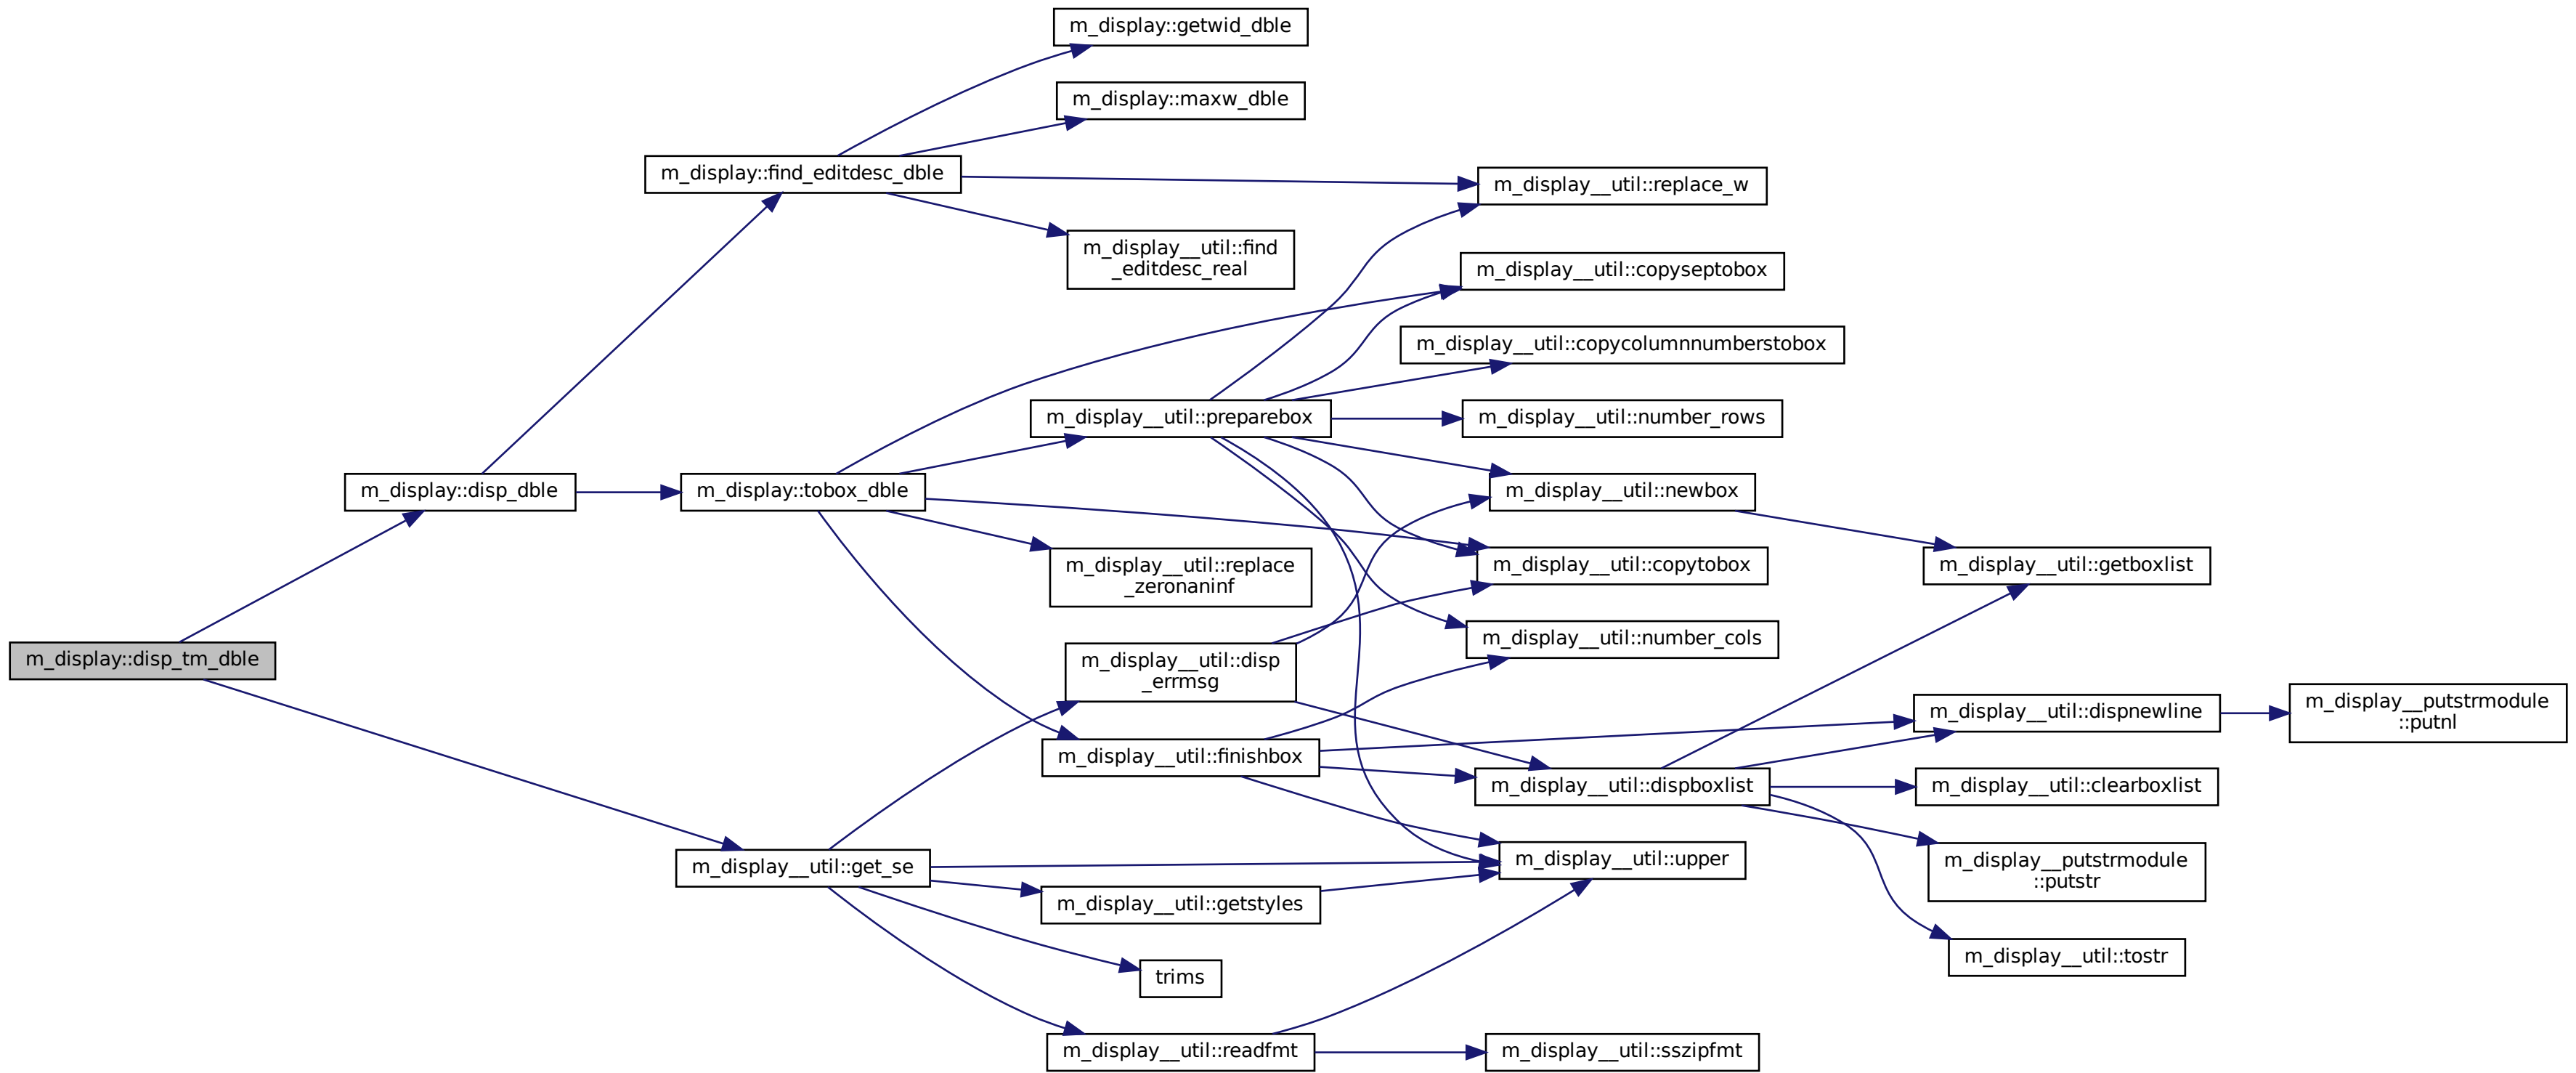 m_display::getwid_dble
m_display::maxw_dble
m_display::find_editdesc_dble
m_display__util::replace_w
m_display__util::find
_editdesc_real
m_display__util::copyseptobox
m_display__util::copycolumnnumberstobox
m_display__util::preparebox
m_display__util::number_rows
m_display::disp_dble
m_display::tobox_dble
m_display__util::newbox
m_display__util::replace
_zeronaninf
m_display__util::copytobox
m_display__util::getboxlist
m_display::disp_tm_dble
m_display__util::disp
_errmsg
m_display__util::number_cols
m_display__util::dispnewline
m_display__putstrmodule
::putnl
m_display__util::finishbox
m_display__util::dispboxlist
m_display__util::clearboxlist
m_display__util::get_se
m_display__util::upper
m_display__putstrmodule
::putstr
m_display__util::getstyles
trims
m_display__util::tostr
m_display__util::readfmt
m_display__util::sszipfmt